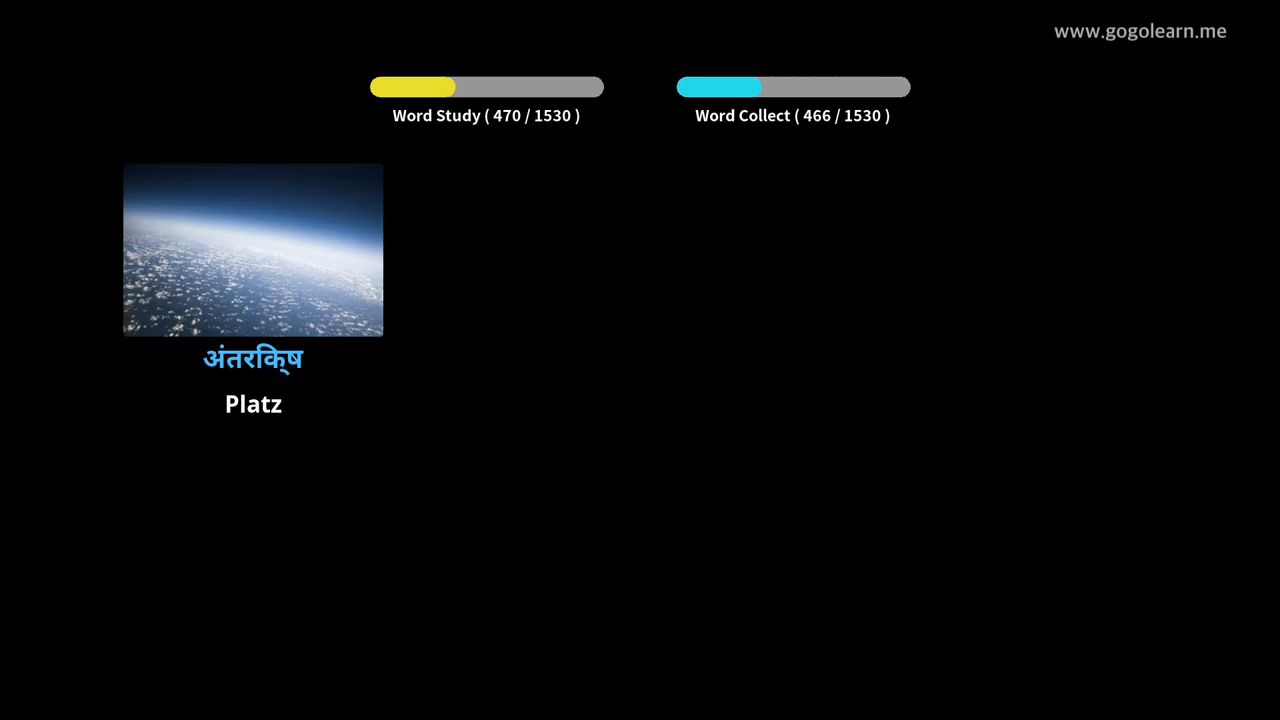 www.gogolearn.me
Word Study ( 470 / 1530 )
Word Collect ( 466 / 1530 )
अंतरिक्ष
Platz